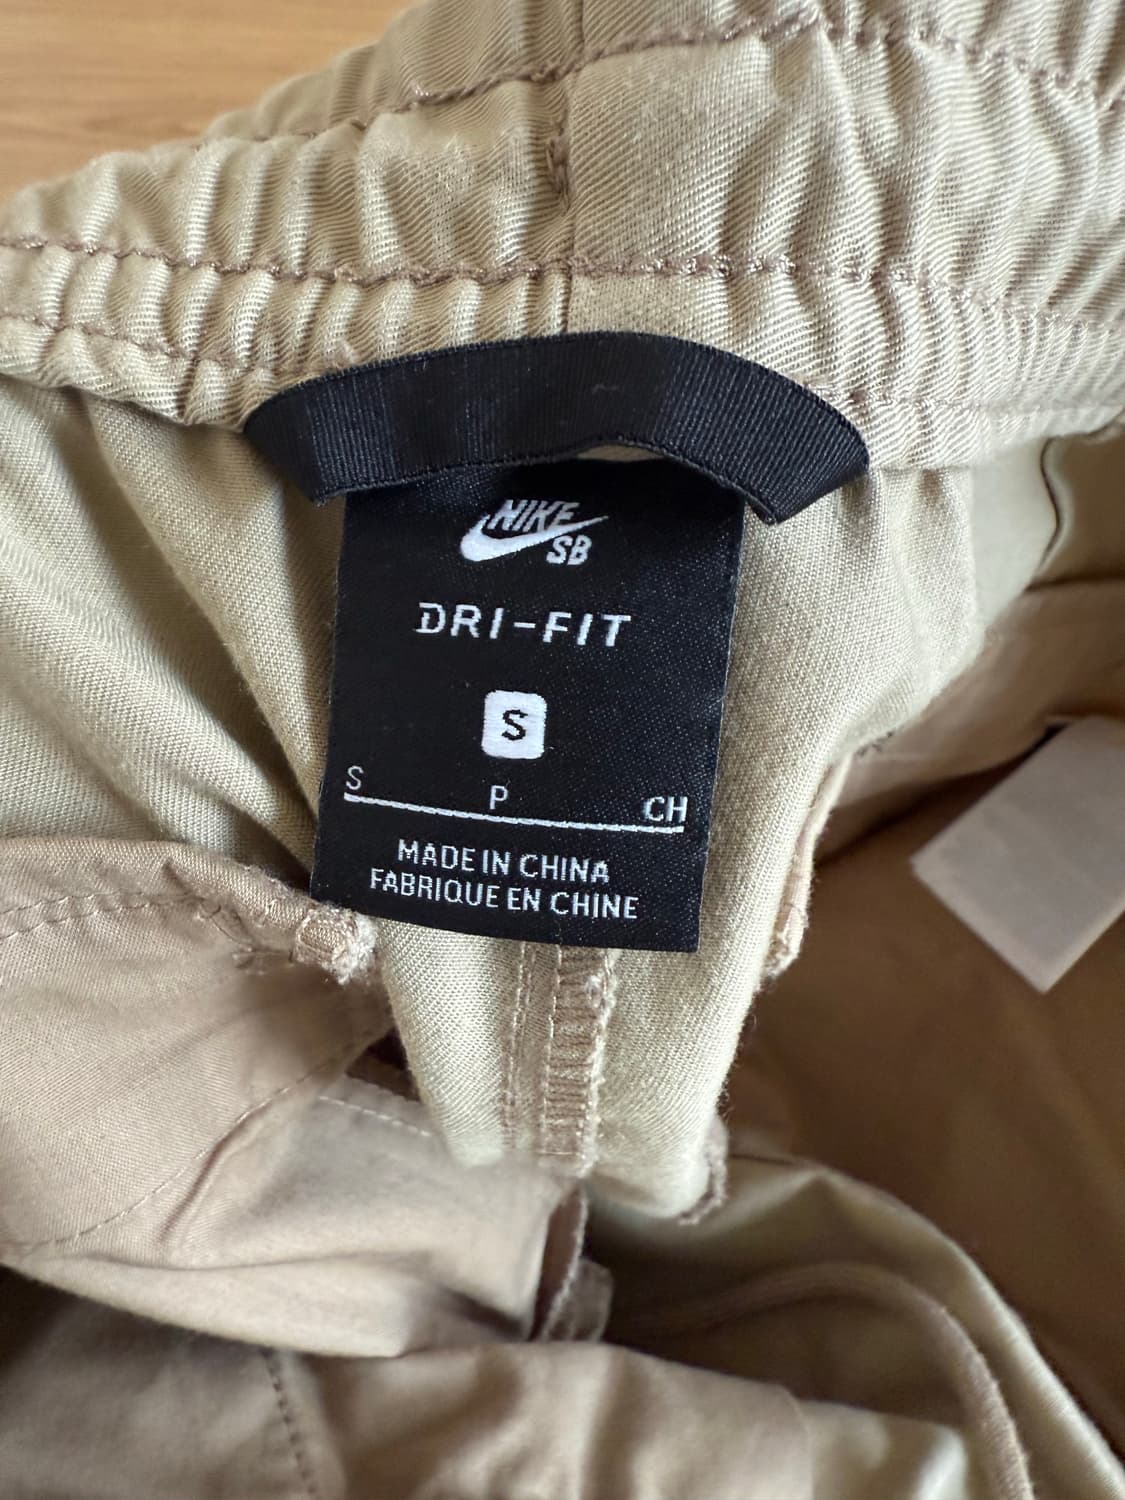 NIKE
SB
DRI-FIT
S
S P CH
MADE IN CHINA
FABRIQUE EN CHINE